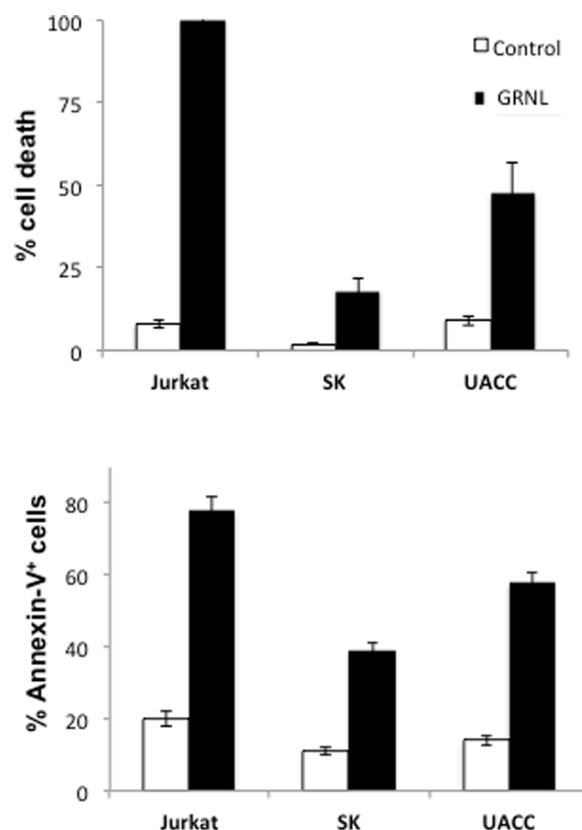 100
75
50
25
0
% cell death
Control
GRNL
Jurkat SK UACC
80
60
40
20
0
% Annexin-V⁺ cells
Jurkat SK UACC